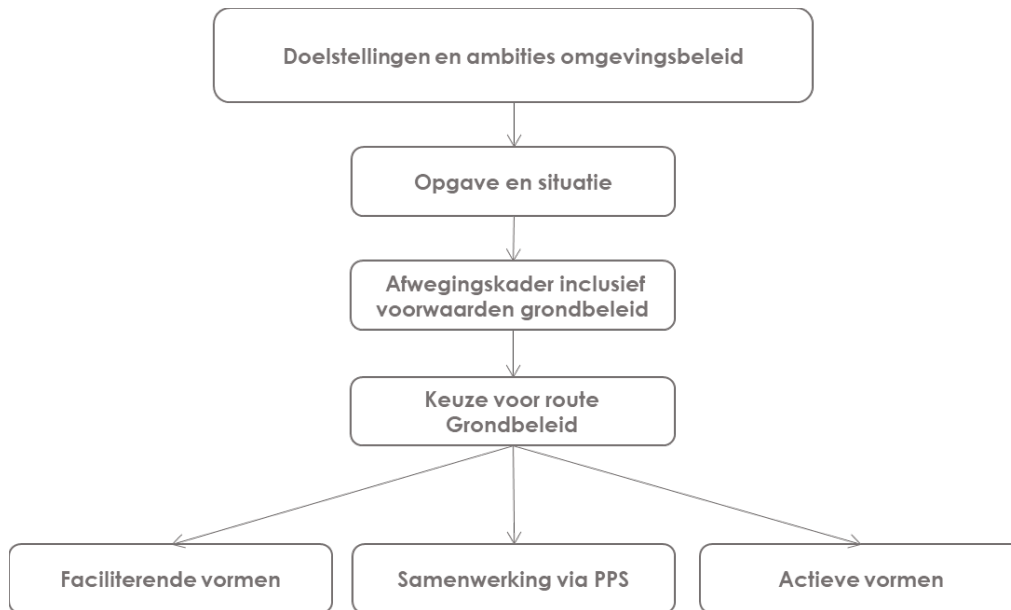 Doelstellingen en ambities omgevingsbeleid
Opgave en situatie
Afwegingskader inclusief
voorwaarden grondbeleid
Keuze voor route
Grondbeleid
Faciliterende vormen
Samenwerking via PPS
Actieve vormen